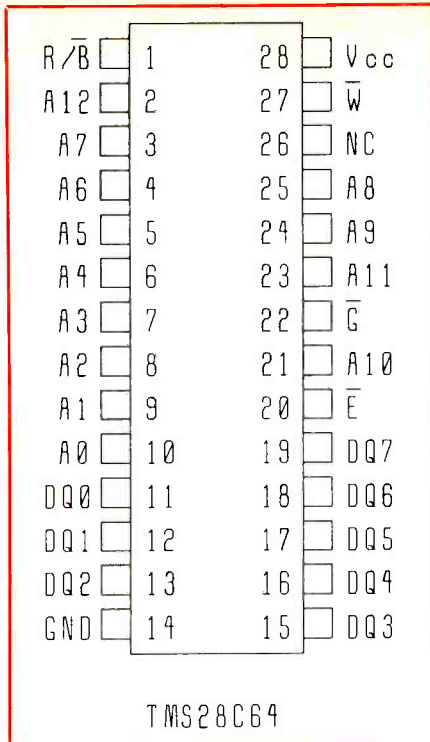 R/B̅ 1 28 Vcc
A12 2 27 W̅
A7 3 26 NC
A6 4 25 A8
A5 5 24 A9
A4 6 23 A11
A3 7 22 G̅
A2 8 21 A10
A1 9 20 E̅
A0 10 19 DQ7
DQ0 11 18 DQ6
DQ1 12 17 DQ5
DQ2 13 16 DQ4
GND 14 15 DQ3
TMS28C64